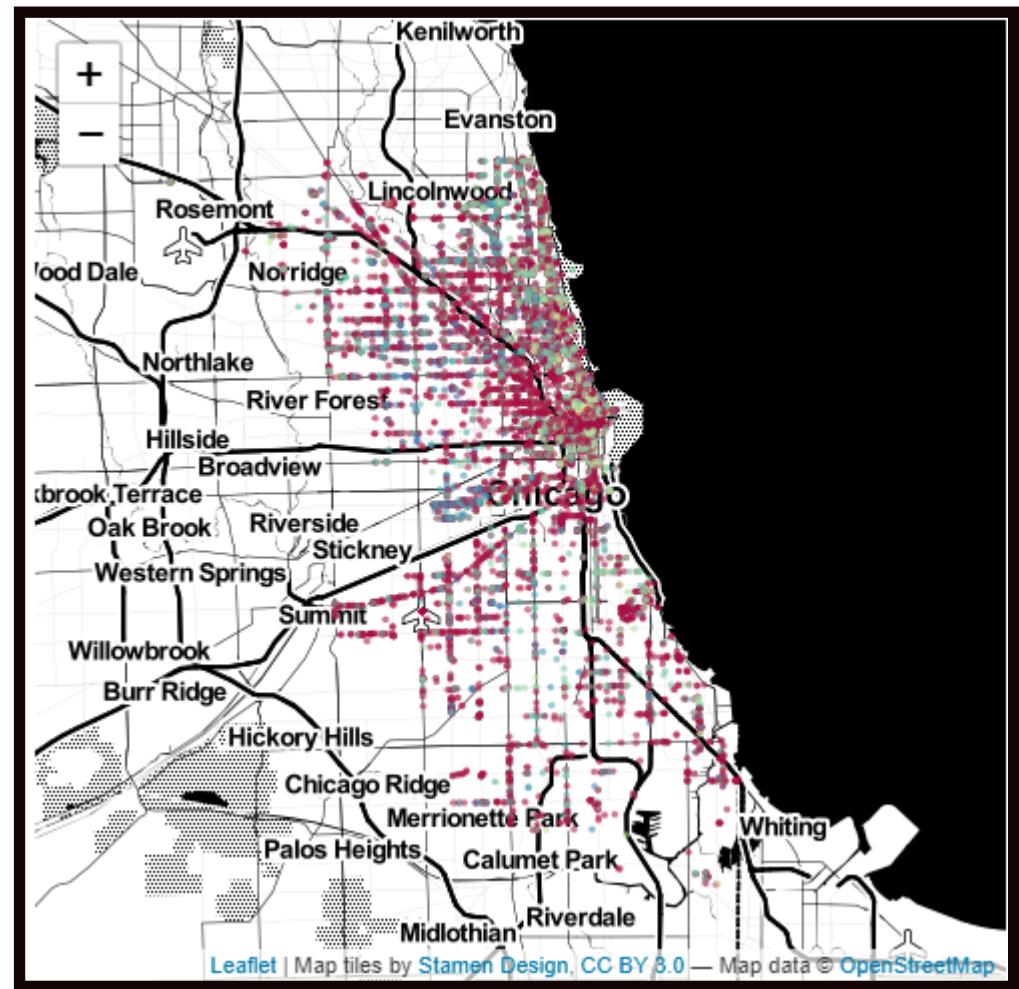 Kenilworth
+
Evanston
−
Lincolnwood
Rosemont
Norridge
ood Dale
Northlake
River Forest
Hillside
Broadview
Chicago
kbrook Terrace
Oak Brook
Riverside
Stickney
Western Springs
Summit
Willowbrook
Burr Ridge
Hickory Hills
Chicago Ridge
Merrionette Park
Whiting
Palos Heights
Calumet Park
Riverdale
Midlothian
Leaflet | Map tiles by Stamen Design, CC BY 3.0 — Map data © OpenStreetMap